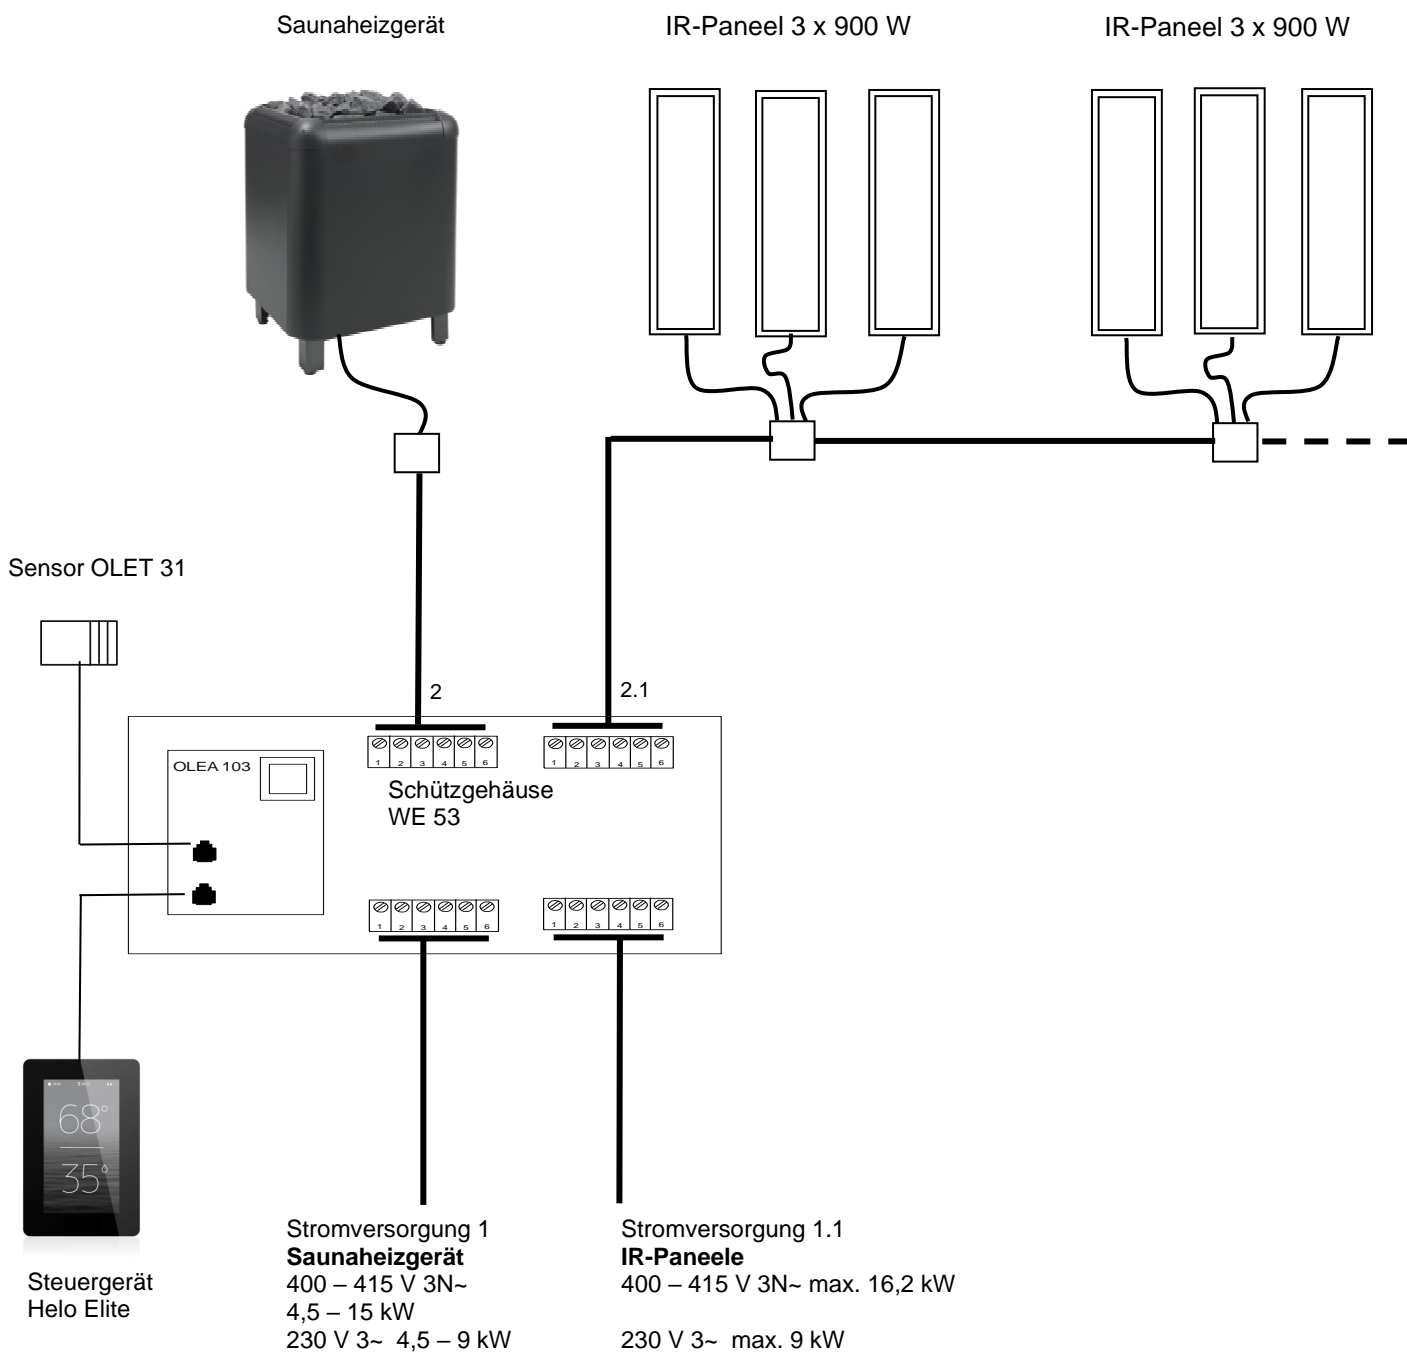 Saunaheizgerät
IR-Paneel 3 x 900 W
IR-Paneel 3 x 900 W
Sensor OLET 31
2
2.1
OLEA 103
1 2 3 4 5 6
1 2 3 4 5 6
Schützgehäuse
WE 53
1 2 3 4 5 6
1 2 3 4 5 6
68°
35
Steuergerät
Helo Elite
Stromversorgung 1
Saunaheizgerät
400 – 415 V 3N~
4,5 – 15 kW
230 V 3~ 4,5 – 9 kW
Stromversorgung 1.1
IR-Paneele
400 – 415 V 3N~ max. 16,2 kW
230 V 3~ max. 9 kW